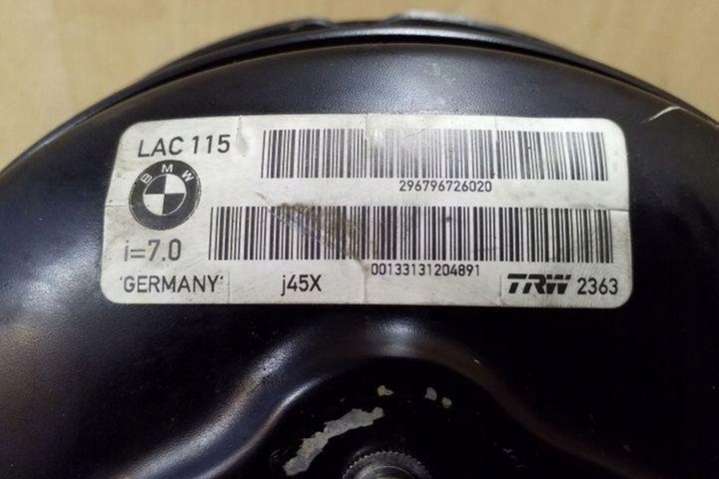 LAC 115
296796726020
BMW
i=7.0
00133131204891
'GERMANY'
j45X
TRW 2363